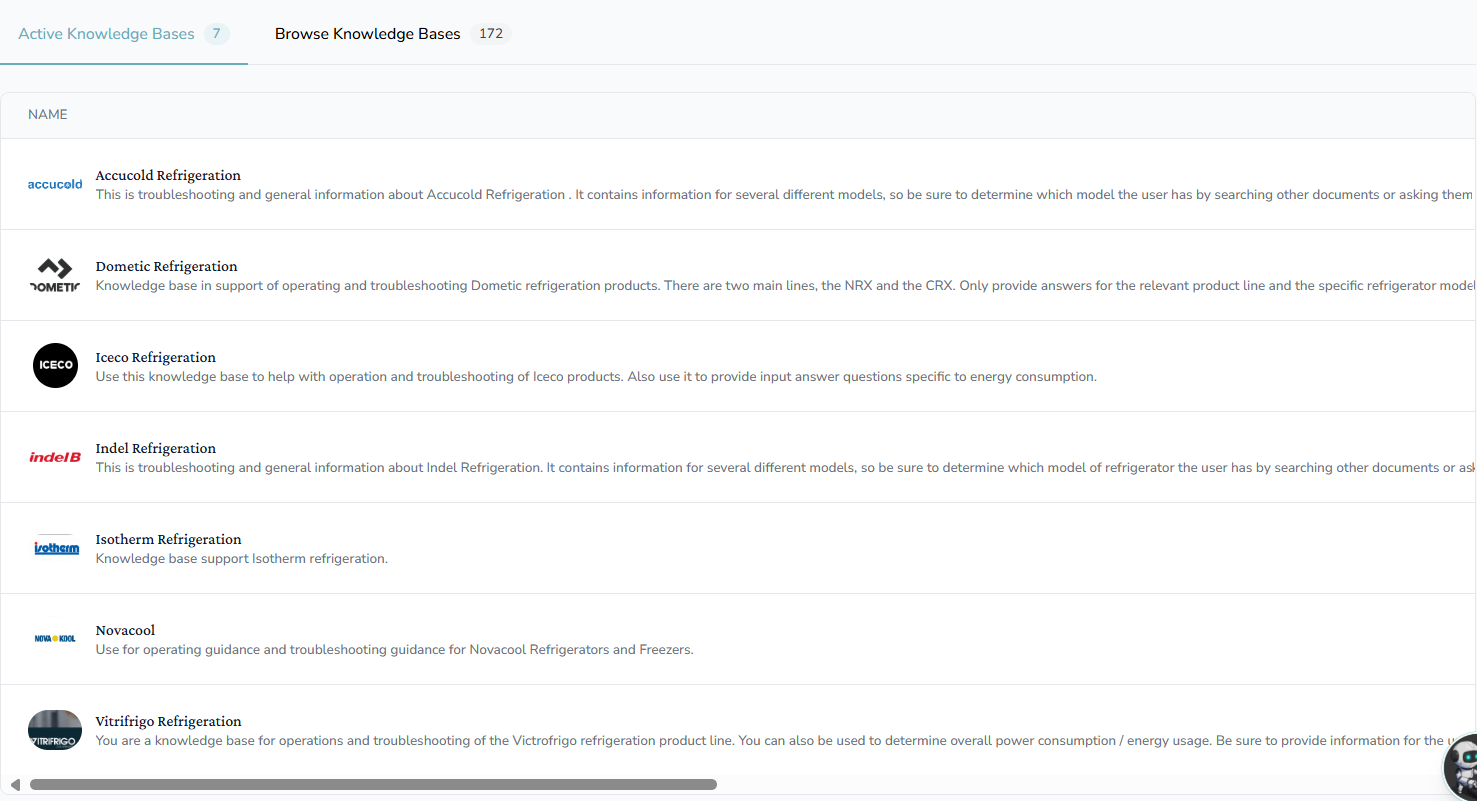 Active Knowledge Bases 7 Browse Knowledge Bases 172
NAME
accucold
Accucold Refrigeration
This is troubleshooting and general information about Accucold Refrigeration . It contains information for several different models, so be sure to determine which model the user has by searching other documents or asking them
DOMETIC
Dometic Refrigeration
Knowledge base in support of operating and troubleshooting Dometic refrigeration products. There are two main lines, the NRX and the CRX. Only provide answers for the relevant product line and the specific refrigerator model
ICECO
Iceco Refrigeration
Use this knowledge base to help with operation and troubleshooting of Iceco products. Also use it to provide input answer questions specific to energy consumption.
indelB
Indel Refrigeration
This is troubleshooting and general information about Indel Refrigeration. It contains information for several different models, so be sure to determine which model of refrigerator the user has by searching other documents or
isotherm
Isotherm Refrigeration
Knowledge base support Isotherm refrigeration.
NOVA KOOL
Novacool
Use for operating guidance and troubleshooting guidance for Novacool Refrigerators and Freezers.
VITRIFRIGO
Vitrifrigo Refrigeration
You are a knowledge base for operations and troubleshooting of the Victrofrigo refrigeration product line. You can also be used to determine overall power consumption / energy usage. Be sure to provide information for the